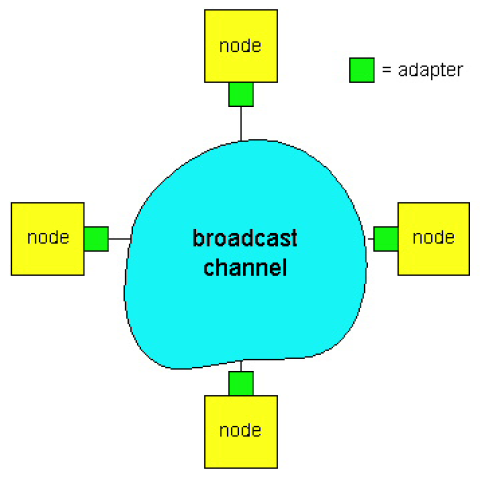 node
= adapter
node
broadcast
channel
node
node